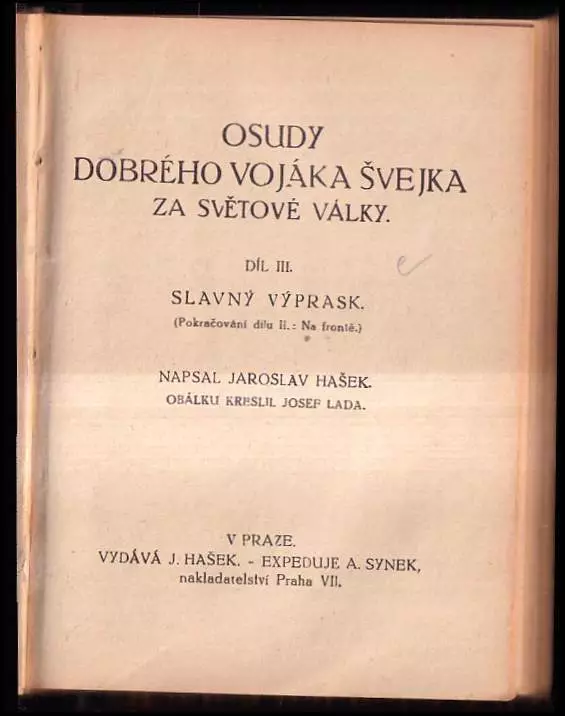 OSUDY
DOBRÉHO VOJÁKA ŠVEJKA
ZA SVĚTOVÉ VÁLKY.
DÍL III.
SLAVNÝ VÝPRASK.
(Pokračování dílu II.: Na frontě.)
NAPSAL JAROSLAV HAŠEK.
OBÁLKU KRESLIL JOSEF LADA.
V PRAZE.
VYDÁVÁ J. HAŠEK. - EXPEDUJE A. SYNEK,
nakladatelství Praha VII.